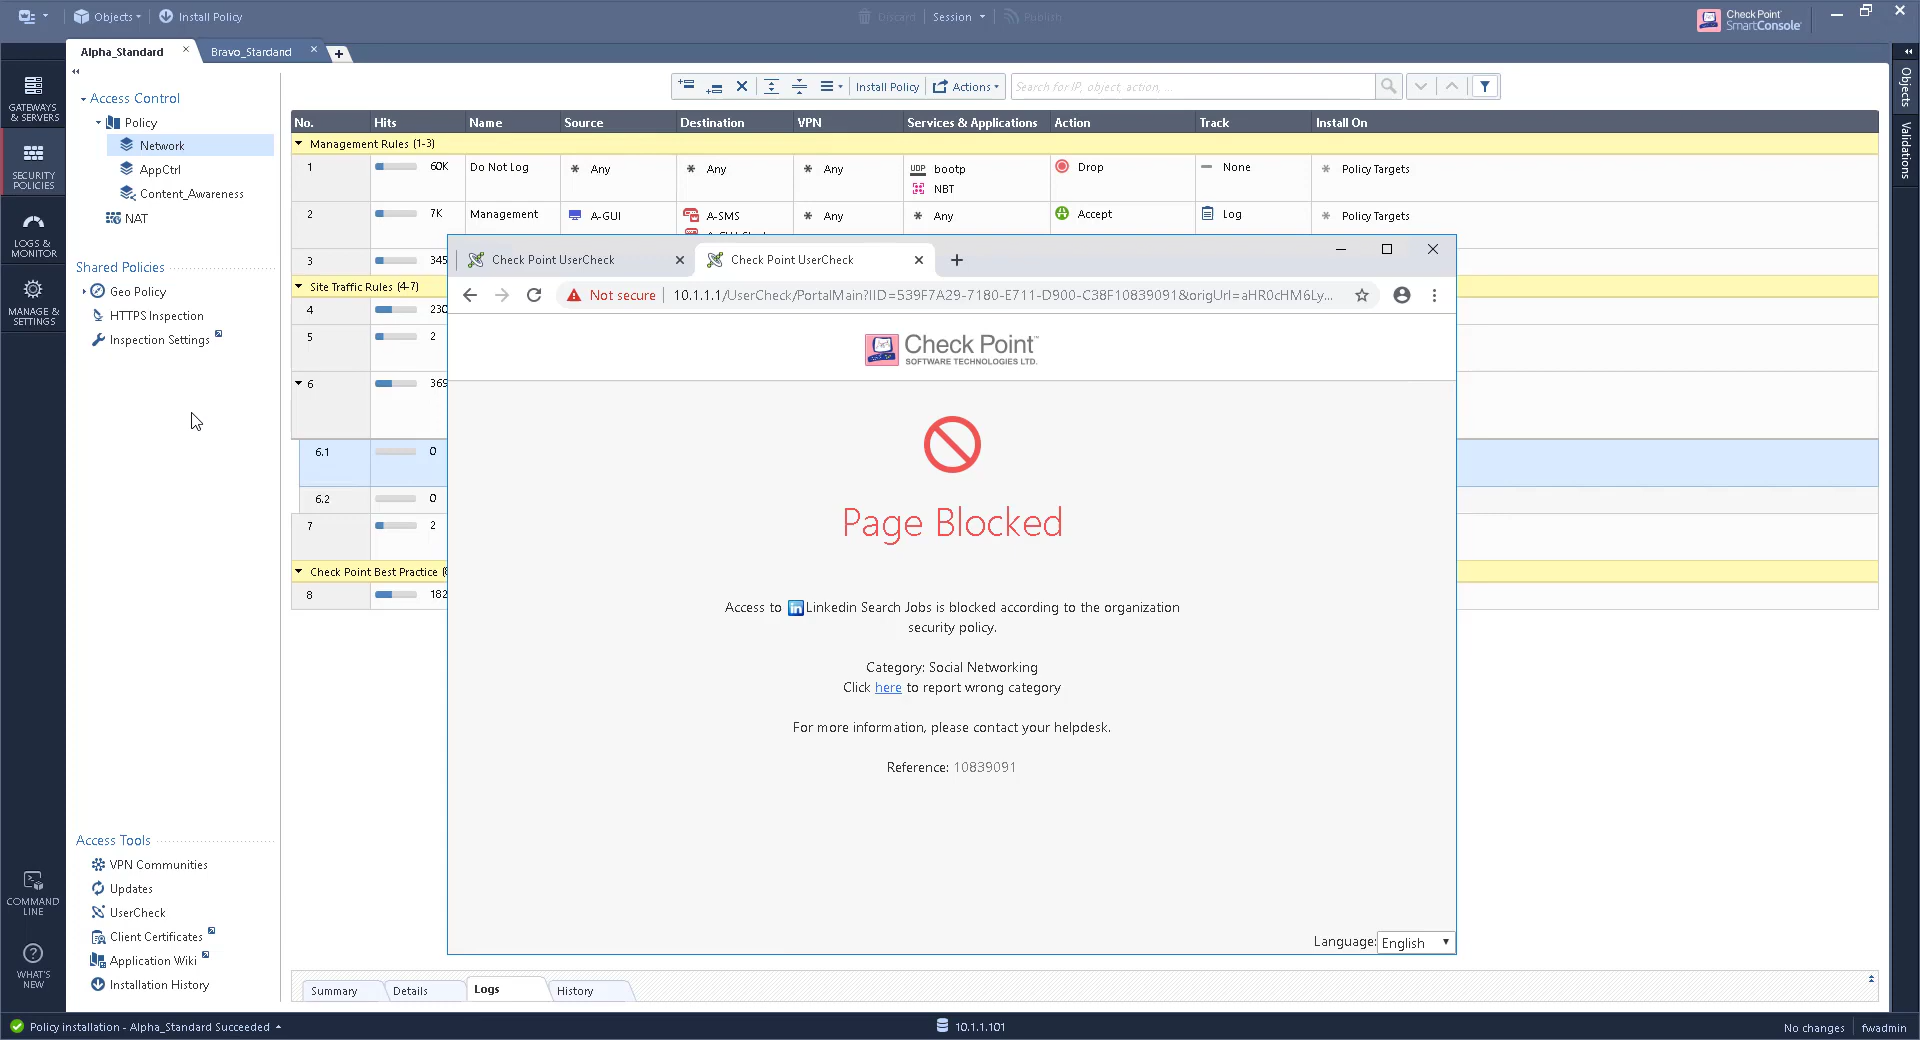 Objects
Install Policy
Discard
Session
Publish
Check Point
SmartConsole
Alpha_Standard
Bravo_Stardard
Objects
Validations
GATEWAYS
& SERVERS
SECURITY
POLICIES
LOGS &
MONITOR
MANAGE &
SETTINGS
COMMAND
LINE
WHAT'S
NEW
Access Control
Policy
Network
AppCtrl
Content_Awareness
NAT
Shared Policies
Geo Policy
HTTPS Inspection
Inspection Settings
Access Tools
VPN Communities
Updates
UserCheck
Client Certificates
Application Wiki
Installation History
Install Policy
Actions
Search for IP, object, action, ...
No. Hits Name Source Destination VPN Services & Applications Action Track Install On
Management Rules (1-3)
1 60K Do Not Log Any Any Any UDP bootp Drop None Policy Targets
NBT
2 7K Management A-GUI A-SMS Any Any Accept Log Policy Targets
3 345
Site Traffic Rules (4-7)
4 230
5 2
6 369
6.1 0
6.2 0
7 2
Check Point Best Practice
8 182
Check Point UserCheck
Check Point UserCheck
Not secure
10.1.1.1/UserCheck/PortalMain?IID=539F7A29-7180-E711-D900-C38F10839091&origUrl=aHR0cHM6Ly...
Check Point™
SOFTWARE TECHNOLOGIES LTD.
Page Blocked
Access to in Linkedin Search Jobs is blocked according to the organization
security policy.
Category: Social Networking
Click here to report wrong category
For more information, please contact your helpdesk.
Reference: 10839091
Language: English
Summary
Details
Logs
History
Policy installation - Alpha_Standard Succeeded
10.1.1.101
No changes
fwadmin